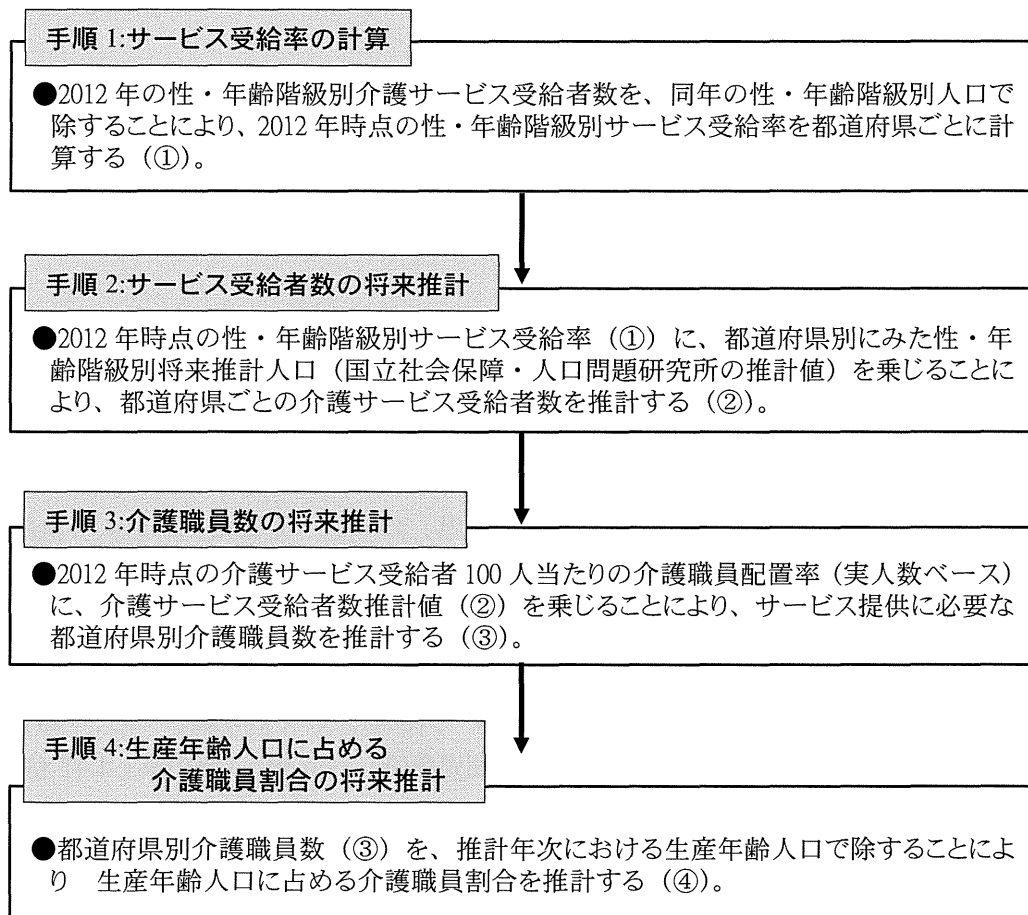 手順 1:サービス受給率の計算
●2012 年の性・年齢階級別介護サービス受給者数を、同年の性・年齢階級別人口で
除することにより、2012 年時点の性・年齢階級別サービス受給率を都道府県ごとに計
算する（①）。
手順 2:サービス受給者数の将来推計
●2012 年時点の性・年齢階級別サービス受給率（①）に、都道府県別にみた性・年
齢階級別将来推計人口（国立社会保障・人口問題研究所の推計値）を乗じることに
より、都道府県ごとの介護サービス受給者数を推計する（②）。
手順 3:介護職員数の将来推計
●2012 年時点の介護サービス受給者 100 人当たりの介護職員配置率（実人数ベース）
に、介護サービス受給者数推計値（②）を乗じることにより、サービス提供に必要な
都道府県別介護職員数を推計する（③）。
手順 4:生産年齢人口に占める
介護職員割合の将来推計
●都道府県別介護職員数（③）を、推計年次における生産年齢人口で除することによ
り　生産年齢人口に占める介護職員割合を推計する（④）。